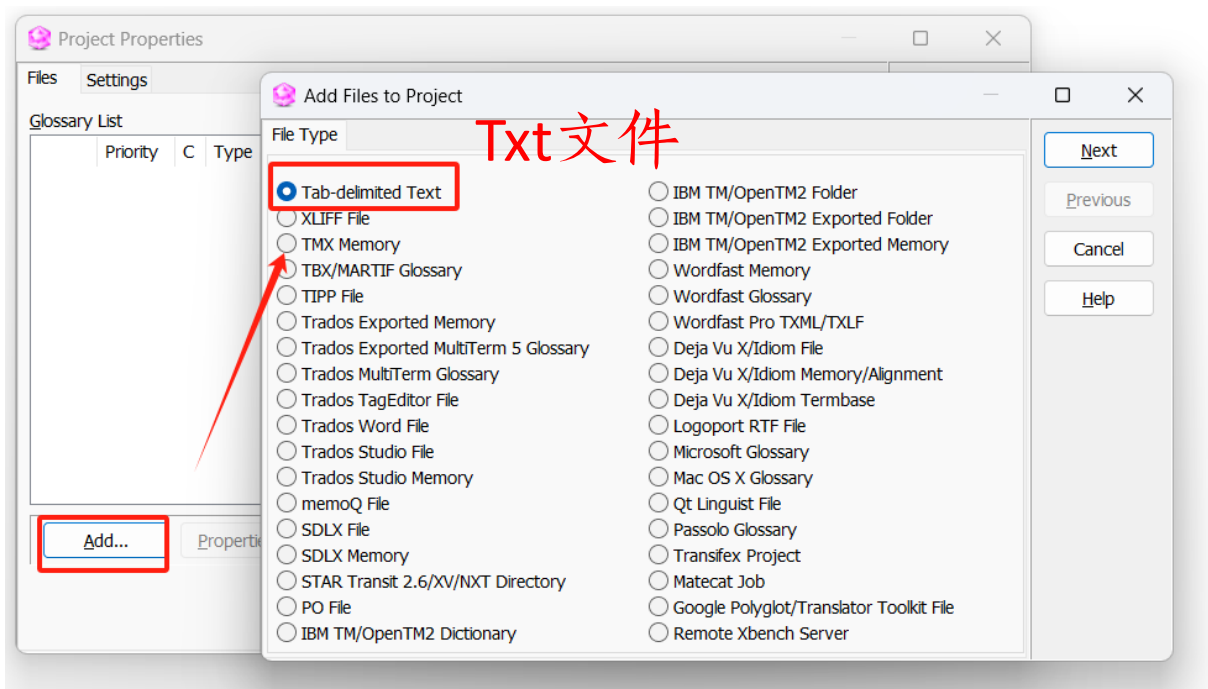 Project Properties
Files Settings
Glossary List
Priority C Type
Add...
Add Files to Project
File Type
Txt文件
Tab-delimited Text
XLIFF File
TMX Memory
TBX/MARTIF Glossary
TIPP File
Trados Exported Memory
Trados Exported MultiTerm 5 Glossary
Trados MultiTerm Glossary
Trados TagEditor File
Trados Word File
Trados Studio File
Trados Studio Memory
memoQ File
SDLX File
SDLX Memory
STAR Transit 2.6/XV/NXT Directory
PO File
IBM TM/OpenTM2 Dictionary
IBM TM/OpenTM2 Folder
IBM TM/OpenTM2 Exported Folder
IBM TM/OpenTM2 Exported Memory
Wordfast Memory
Wordfast Glossary
Wordfast Pro TXML/TXLF
Deja Vu X/Idiom File
Deja Vu X/Idiom Memory/Alignment
Deja Vu X/Idiom Termbase
Logoport RTF File
Microsoft Glossary
Mac OS X Glossary
Qt Linguist File
Passolo Glossary
Transifex Project
Matecat Job
Google Polyglot/Translator Toolkit File
Remote Xbench Server
Next
Previous
Cancel
Help